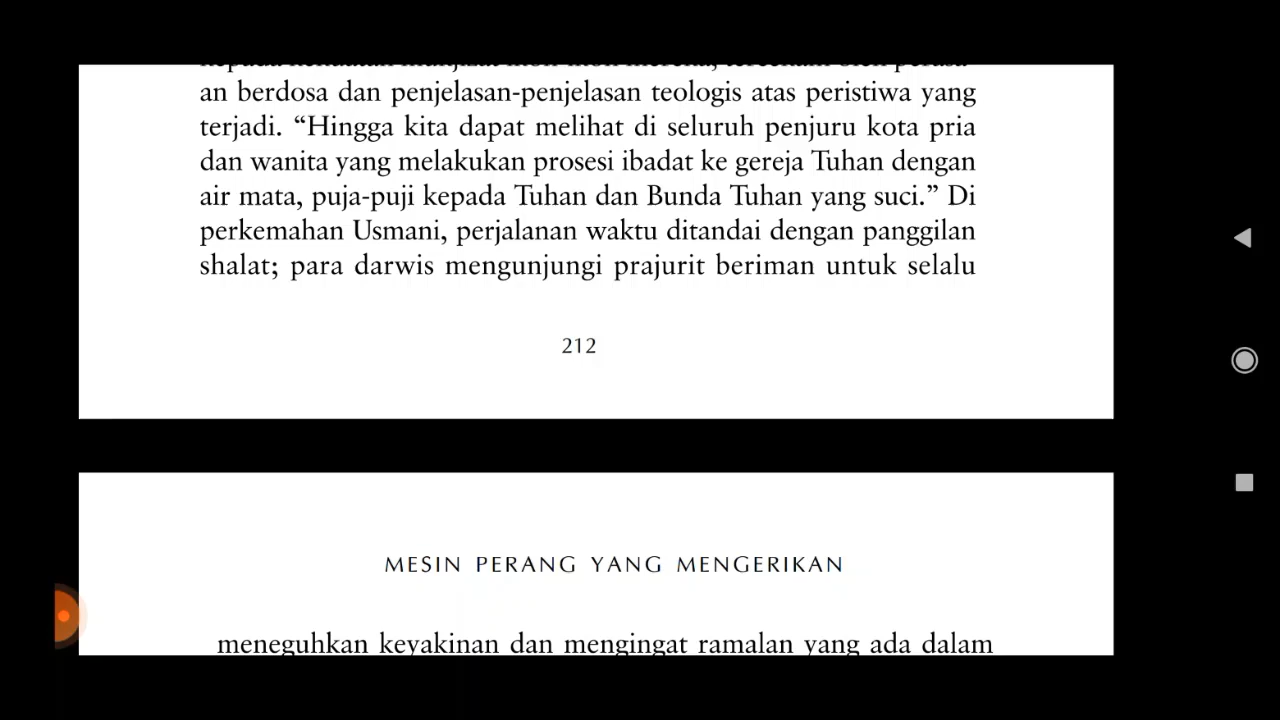 an berdosa dan penjelasan-penjelasan teologis atas peristiwa yang
terjadi. “Hingga kita dapat melihat di seluruh penjuru kota pria
dan wanita yang melakukan prosesi ibadat ke gereja Tuhan dengan
air mata, puja-puji kepada Tuhan dan Bunda Tuhan yang suci.” Di
perkemahan Usmani, perjalanan waktu ditandai dengan panggilan
shalat; para darwis mengunjungi prajurit beriman untuk selalu
212
MESIN PERANG YANG MENGERIKAN
meneguhkan keyakinan dan mengingat ramalan yang ada dalam